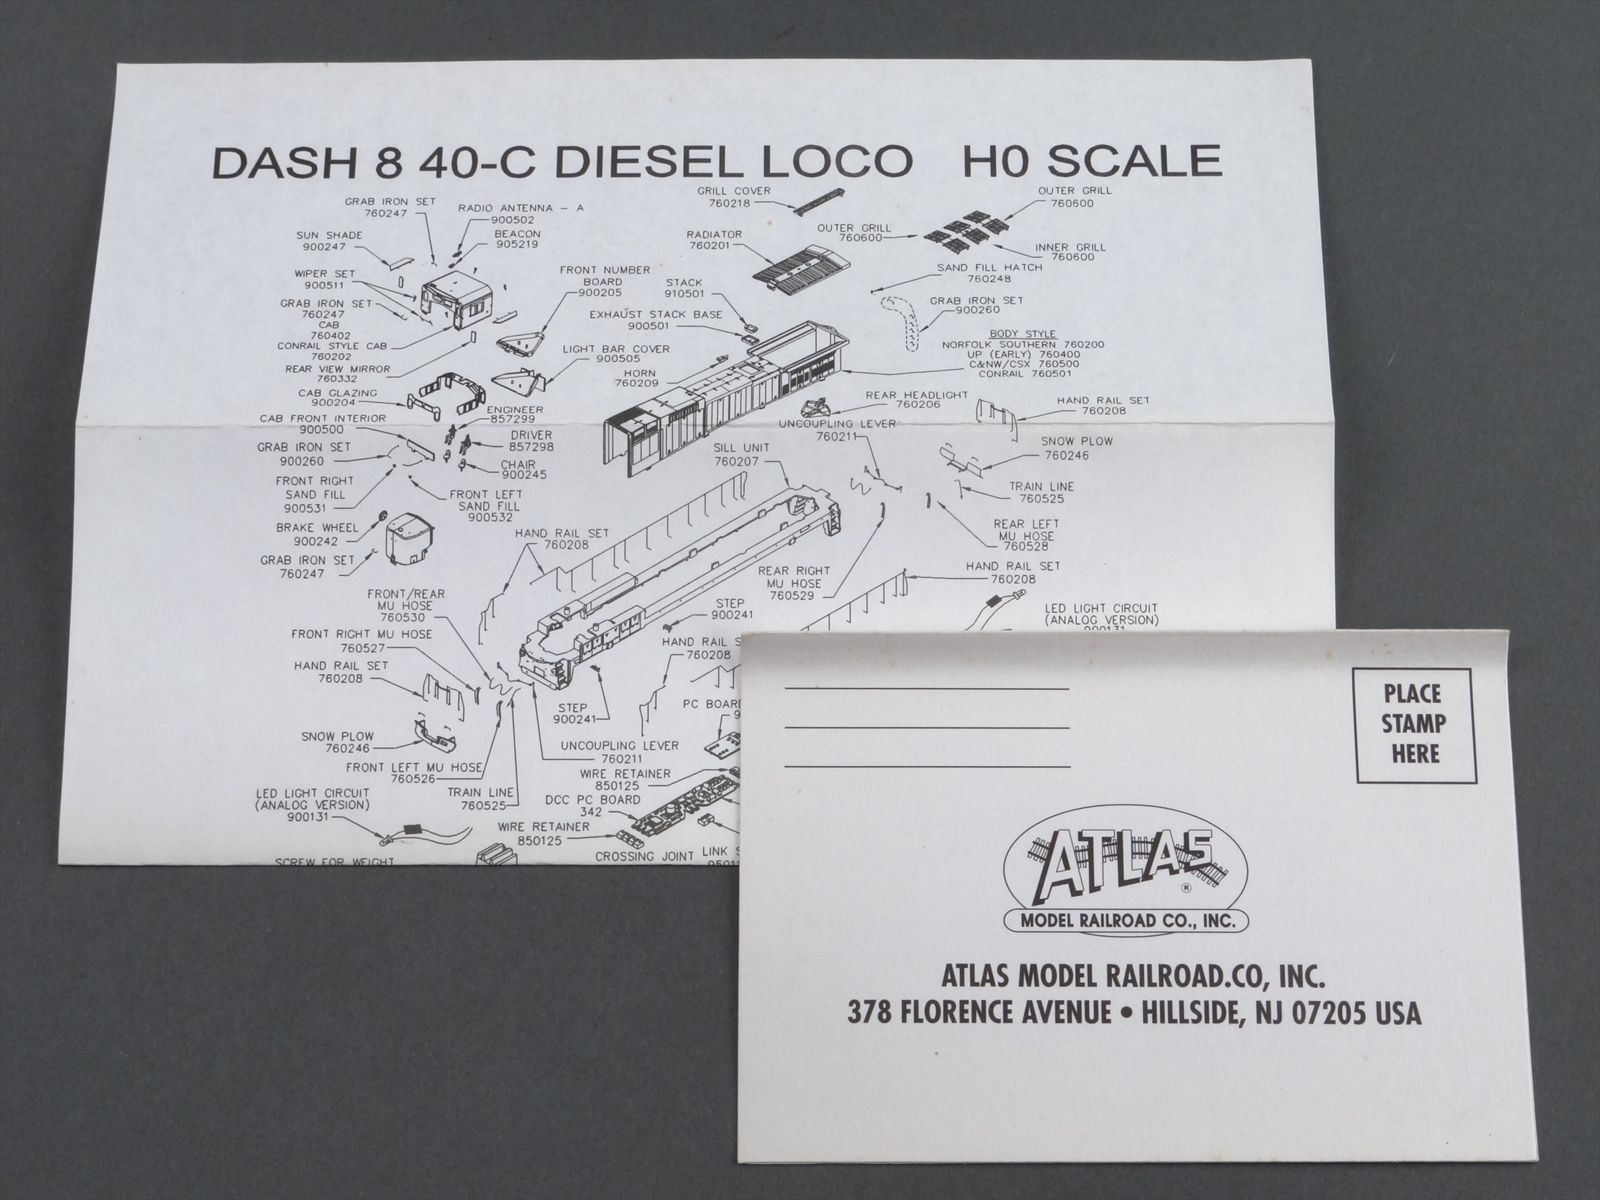 DASH 8 40-C DIESEL LOCO H0 SCALE
GRAB IRON SET
760247
RADIO ANTENNA - A
900502
BEACON
905219
SUN SHADE
900247
WIPER SET
900511
GRAB IRON SET
760247
CAB
760402
CONRAIL STYLE CAB
760202
REAR VIEW MIRROR
760332
CAB GLAZING
900204
CAB FRONT INTERIOR
900500
GRAB IRON SET
900260
FRONT RIGHT
SAND FILL
900531
FRONT LEFT
SAND FILL
900532
BRAKE WHEEL
900242
GRAB IRON SET
760247
FRONT NUMBER
BOARD
900205
LIGHT BAR COVER
900505
ENGINEER
857299
DRIVER
857298
CHAIR
900245
GRILL COVER
760218
RADIATOR
760201
STACK
910501
EXHAUST STACK BASE
900501
HORN
760209
OUTER GRILL
760600
OUTER GRILL
760600
INNER GRILL
760600
SAND FILL HATCH
760248
GRAB IRON SET
900260
BODY STYLE
NORFOLK SOUTHERN 760200
UP (EARLY) 760400
C&NW/CSX 760500
CONRAIL 760501
REAR HEADLIGHT
760206
UNCOUPLING LEVER
760211
HAND RAIL SET
760208
SNOW PLOW
760246
TRAIN LINE
760525
REAR LEFT
MU HOSE
760528
SILL UNIT
760207
HAND RAIL SET
760208
REAR RIGHT
MU HOSE
760529
HAND RAIL SET
760208
LED LIGHT CIRCUIT
(ANALOG VERSION)
900131
FRONT/REAR
MU HOSE
760530
FRONT RIGHT MU HOSE
760527
HAND RAIL SET
760208
STEP
900241
HAND RAIL S
760208
STEP
900241
PC BOAR
9
SNOW PLOW
760246
FRONT LEFT MU HOSE
760526
UNCOUPLING LEVER
760211
TRAIN LINE
760525
WIRE RETAINER
850125
DCC PC BOARD
342
LED LIGHT CIRCUIT
(ANALOG VERSION)
900131
WIRE RETAINER
850125
CROSSING JOINT
LINK S
SCREW FOR WEIGHT
PLACE
STAMP
HERE
ATLAS
®
MODEL RAILROAD CO., INC.
ATLAS MODEL RAILROAD.CO, INC.
378 FLORENCE AVENUE • HILLSIDE, NJ 07205 USA